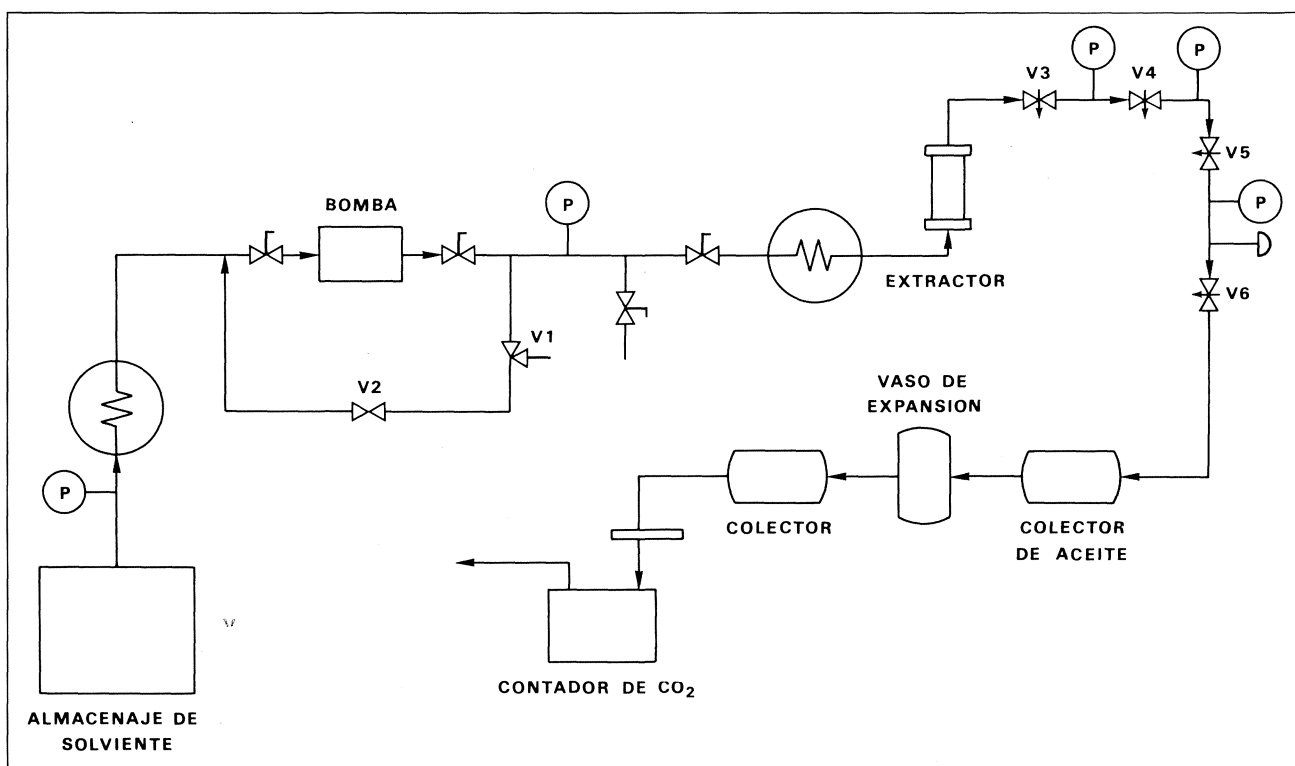 P
P
V3
V4
V5
BOMBA
P
P
EXTRACTOR
V6
V1
V2
VASO DE
EXPANSION
P
COLECTOR
COLECTOR
DE ACEITE
CONTADOR DE CO₂
ALMACENAJE DE
SOLVIENTE